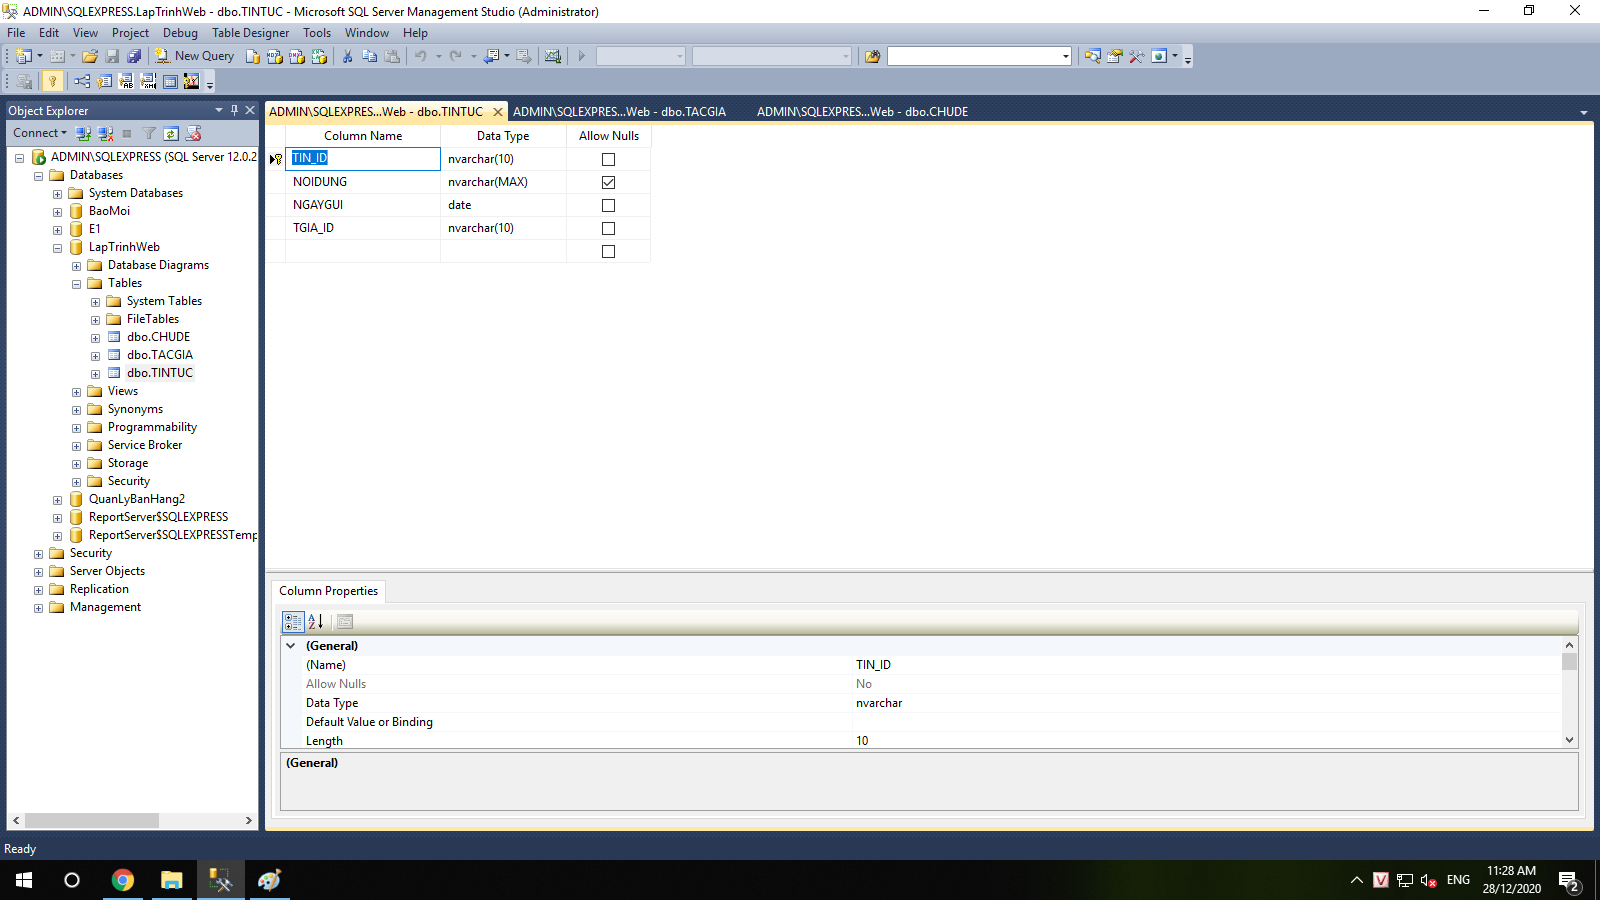 ADMIN\SQLEXPRESS.LapTrinhWeb - dbo.TINTUC - Microsoft SQL Server Management Studio (Administrator)
File Edit View Project Debug Table Designer Tools Window Help
New Query
Object Explorer
Connect
ADMIN\SQLEXPRESS (SQL Server 12.0.2
Databases
System Databases
BaoMoi
E1
LapTrinhWeb
Database Diagrams
Tables
System Tables
FileTables
dbo.CHUDE
dbo.TACGIA
dbo.TINTUC
Views
Synonyms
Programmability
Service Broker
Storage
Security
QuanLyBanHang2
ReportServer$SQLEXPRESS
ReportServer$SQLEXPRESSTemp
Security
Server Objects
Replication
Management
ADMIN\SQLEXPRES...Web - dbo.TINTUC ADMIN\SQLEXPRES...Web - dbo.TACGIA ADMIN\SQLEXPRES...Web - dbo.CHUDE
Column Name Data Type Allow Nulls
TIN_ID nvarchar(10)
NOIDUNG nvarchar(MAX)
NGAYGUI date
TGIA_ID nvarchar(10)
Column Properties
(General)
(Name) TIN_ID
Allow Nulls No
Data Type nvarchar
Default Value or Binding
Length 10
(General)
Ready
ENG
11:28 AM
28/12/2020
2